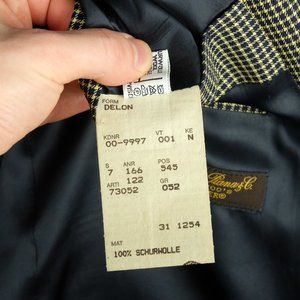 FORM
DELON
KDNR VT KE
00-9997 001 N
S ANR POS
7 166 545
ARTI 122 GR
73052 052
31 1254
MAT
100% SCHURWOLLE